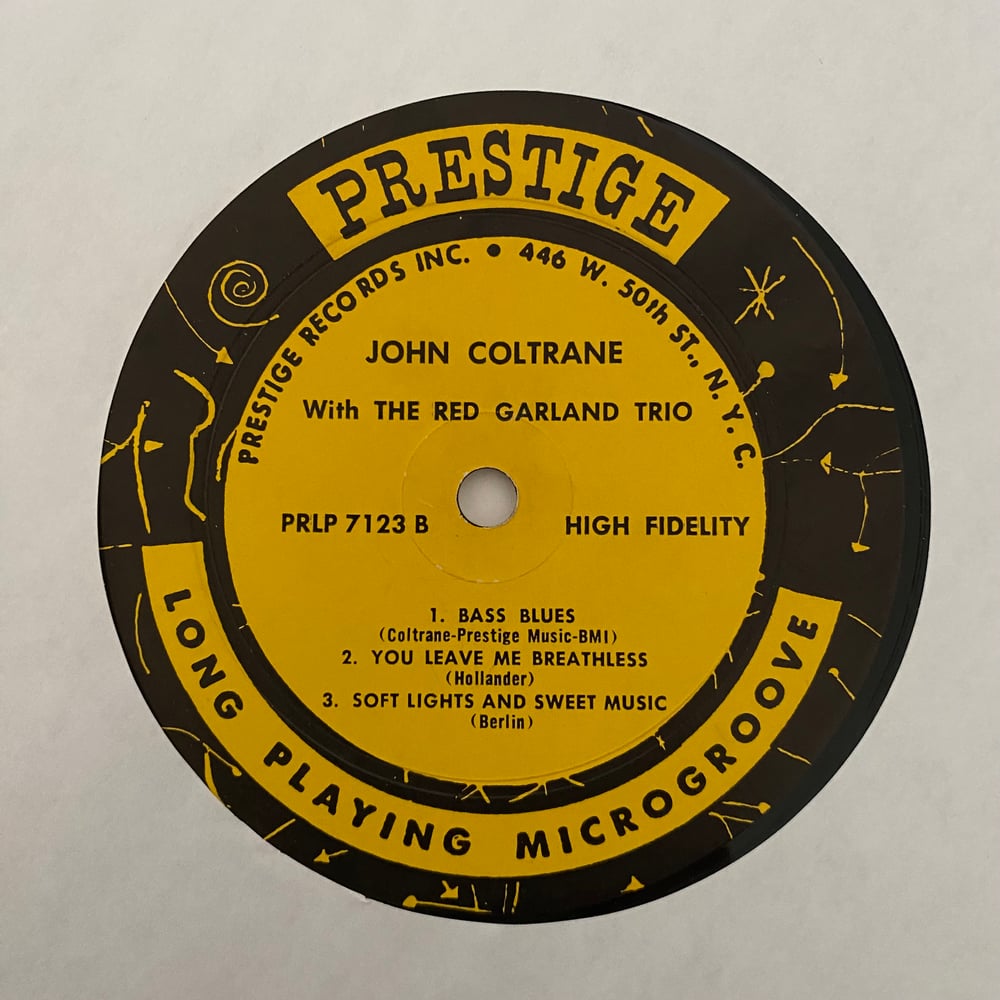 PRESTIGE
PRESTIGE RECORDS INC. • 446 W. 50th ST., N. Y. C.
JOHN COLTRANE
With THE RED GARLAND TRIO
PRLP 7123 B HIGH FIDELITY
1. BASS BLUES
(Coltrane-Prestige Music-BMI)
2. YOU LEAVE ME BREATHLESS
(Hollander)
3. SOFT LIGHTS AND SWEET MUSIC
(Berlin)
LONG PLAYING MICROGROOVE